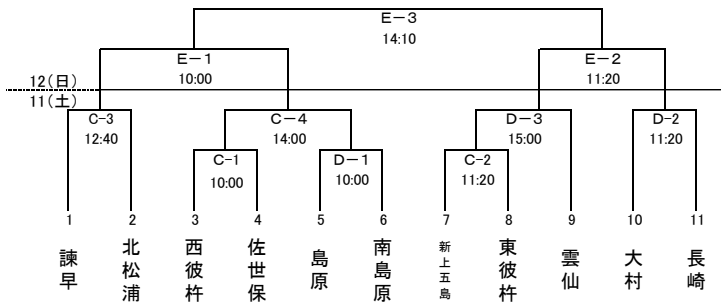 E－3
14:10
E－1
10:00
E－2
11:20
12(日)
11(土)
C-3
12:40
C－4
14:00
D－3
15:00
D-2
11:20
C-1
10:00
D－1
10:00
C-2
11:20
1 2 3 4 5 6 7 8 9 10 11
諫早
北松浦
西彼杵
佐世保
島原
南島原
新上五島
東彼杵
雲仙
大村
長崎